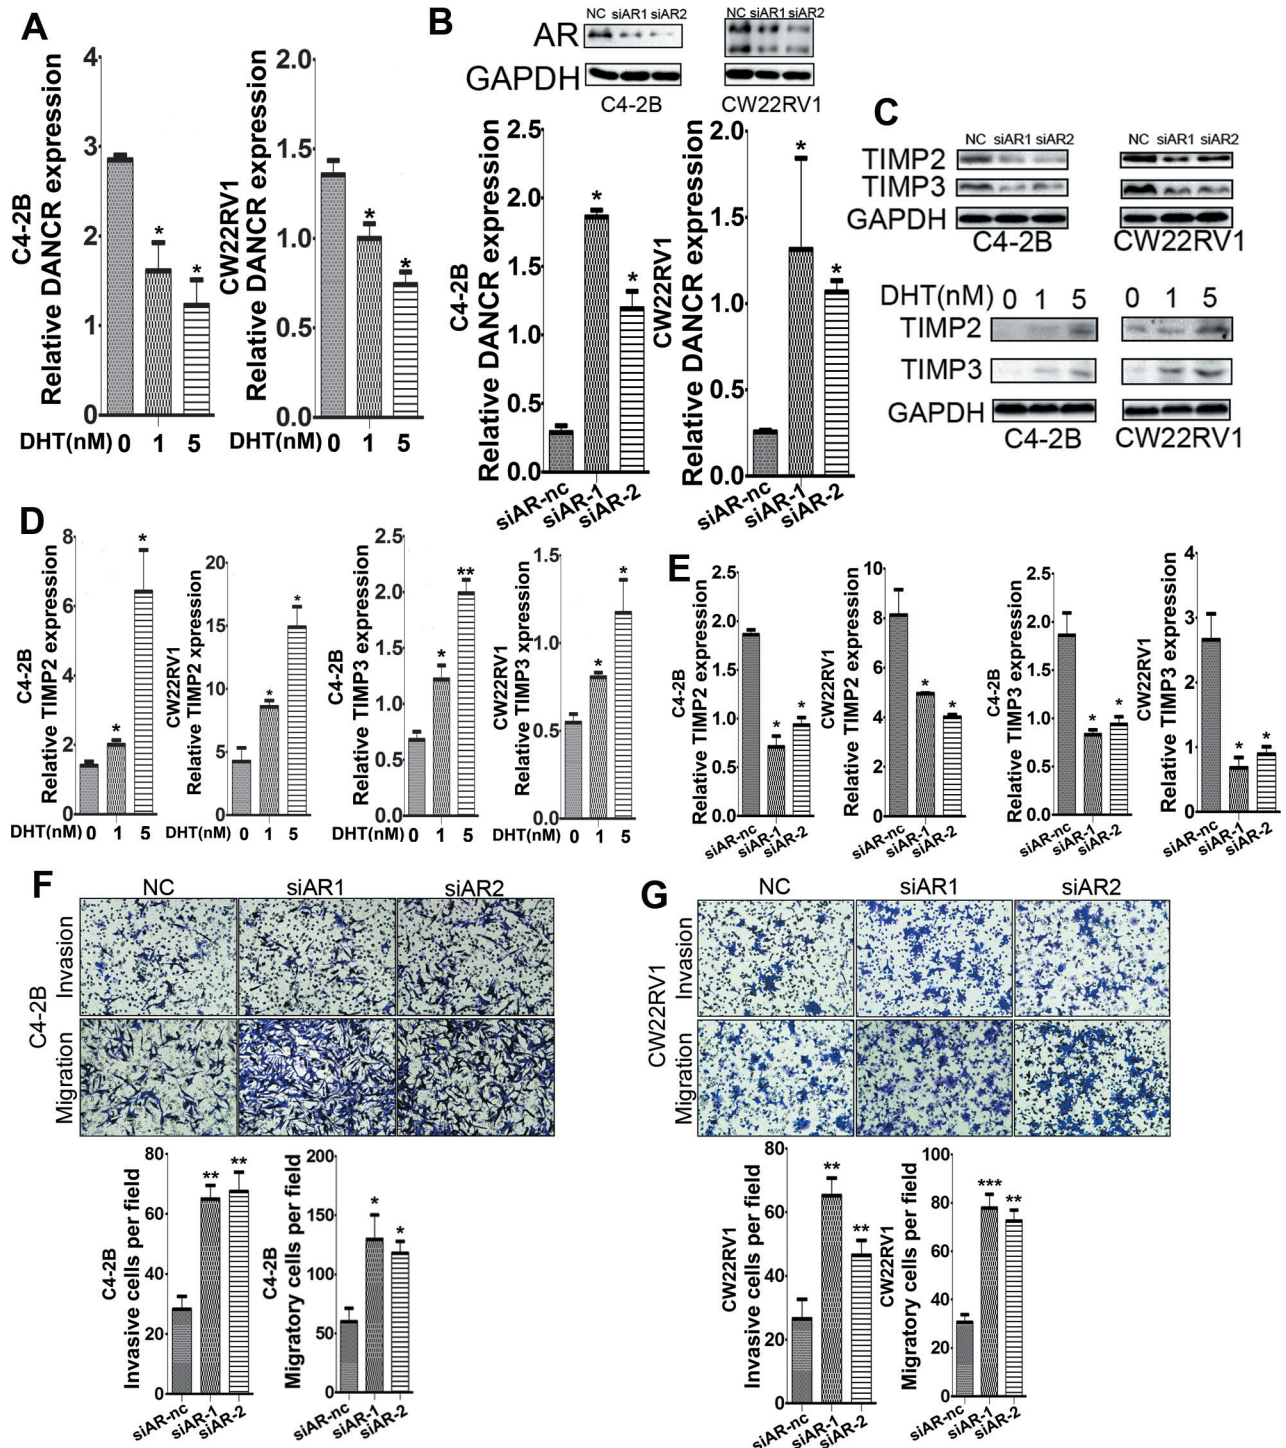 A
C4-2B
Relative DANCR expression
4
3
2
1
0
*
*
DHT(nM) 0 1 5
CW22RV1
Relative DANCR expression
2.0
1.5
1.0
0.5
0.0
*
*
DHT(nM) 0 1 5
B
NC siAR1 siAR2
AR
GAPDH
C4-2B
NC siAR1 siAR2
CW22RV1
C4-2B
Relative DANCR expression
2.5
2.0
1.5
1.0
0.5
0.0
*
*
siAR-nc siAR-1 siAR-2
CW22RV1
Relative DANCR expression
2.0
1.5
1.0
0.5
0.0
*
*
siAR-nc siAR-1 siAR-2
C
NC siAR1 siAR2
NC siAR1 siAR2
TIMP2
TIMP3
GAPDH
C4-2B CW22RV1
DHT(nM) 0 1 5 0 1 5
TIMP2
TIMP3
GAPDH
C4-2B CW22RV1
D
C4-2B
Relative TIMP2 expression
8
6
4
2
0
*
*
DHT(nM) 0 1 5
CW22RV1
Relative TIMP2 xpression
20
15
10
5
0
*
*
DHT(nM) 0 1 5
C4-2B
Relative TIMP3 expression
2.5
2.0
1.5
1.0
0.5
0.0
*
**
DHT(nM) 0 1 5
CW22RV1
Relative TIMP3 xpression
1.5
1.0
0.5
0.0
*
*
DHT(nM) 0 1 5
E
C4-2B
Relative TIMP2 expression
2.5
2.0
1.5
1.0
0.5
0.0
*
*
siAR-nc siAR-1 siAR-2
CW22RV1
Relative TIMP2 expression
10
8
6
4
2
0
*
*
siAR-nc siAR-1 siAR-2
C4-2B
Relative TIMP3 expression
2.5
2.0
1.5
1.0
0.5
0.0
*
*
siAR-nc siAR-1 siAR-2
CW22RV1
Relative TIMP3 expression
4
3
2
1
0
*
*
siAR-nc siAR-1 siAR-2
F
NC siAR1 siAR2
C4-2B
Invasion
Migration
C4-2B
Invasive cells per field
80
60
40
20
0
**
**
siAR-nc siAR-1 siAR-2
C4-2B
Migratory cells per field
200
150
100
50
0
*
*
siAR-nc siAR-1 siAR-2
G
NC siAR1 siAR2
CW22RV1
Invasion
Migration
CW22RV1
Invasive cells per field
80
60
40
20
0
**
**
siAR-nc siAR-1 siAR-2
CW22RV1
Migratory cells per field
100
80
60
40
20
0
***
**
siAR-nc siAR-1 siAR-2